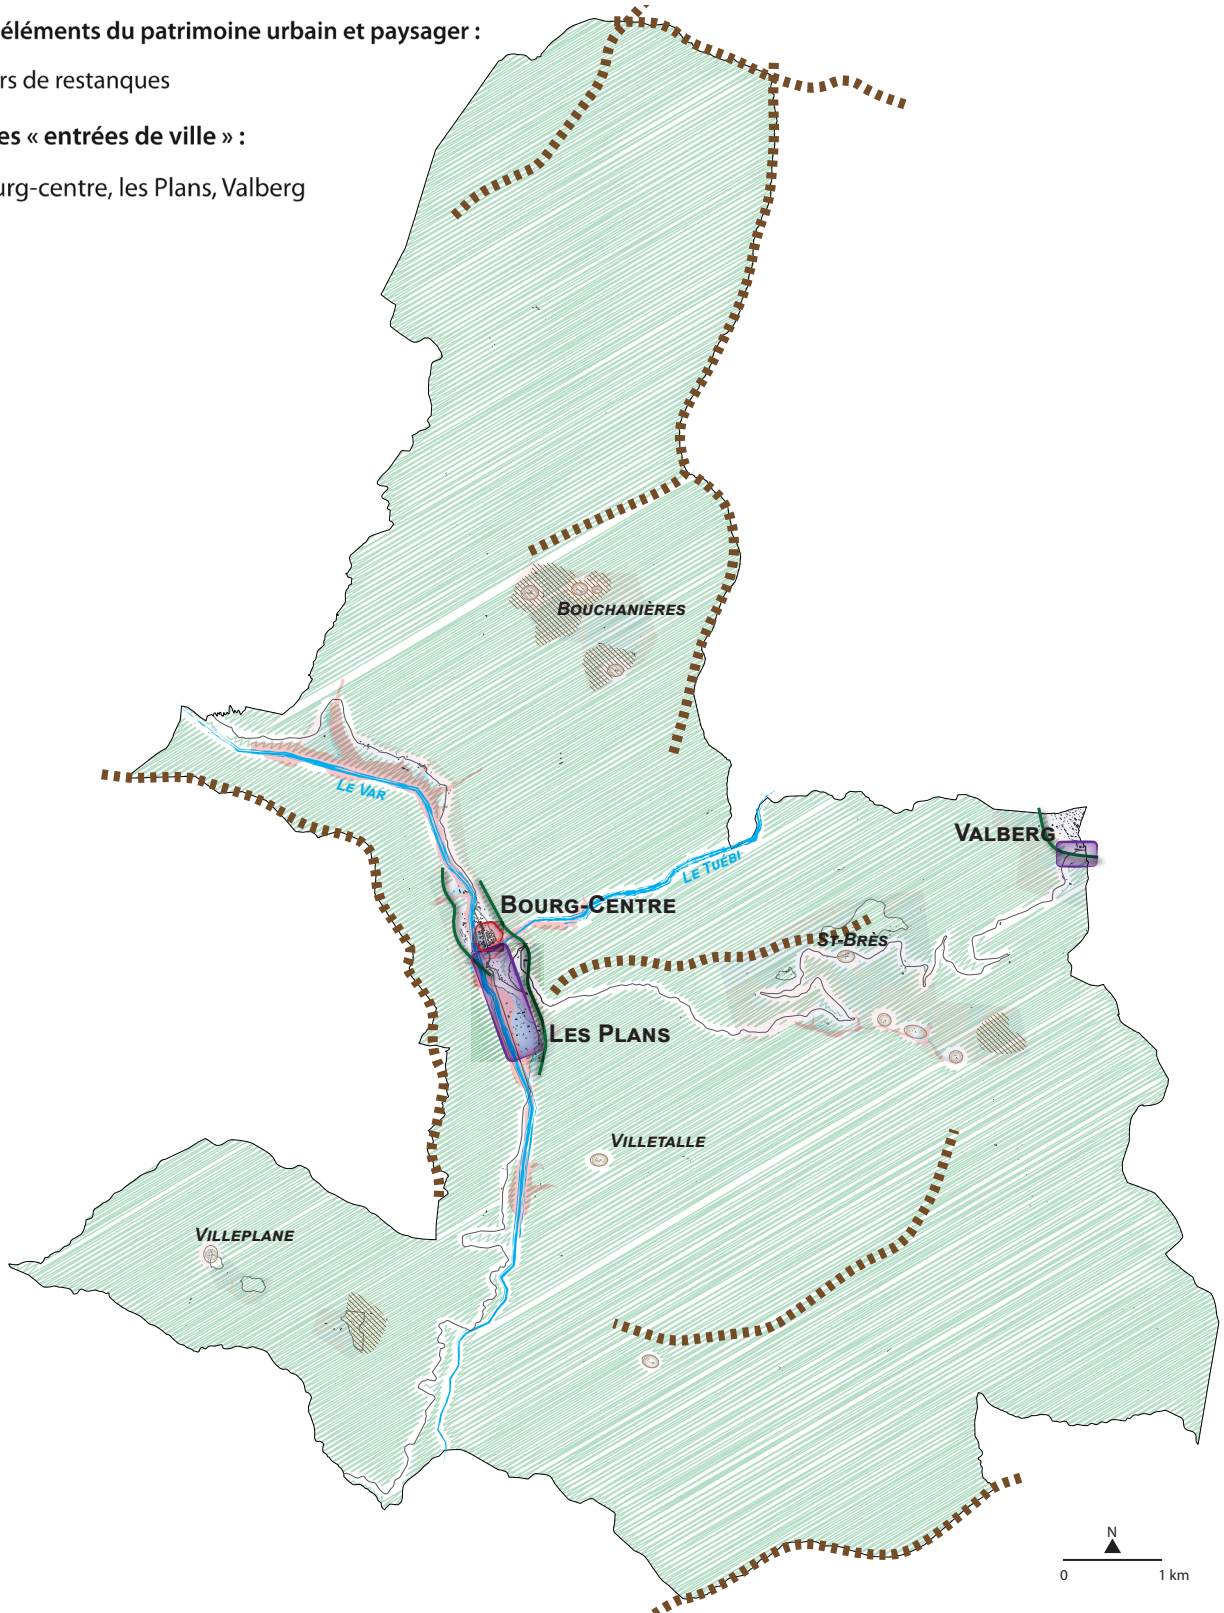 éléments du patrimoine urbain et paysager :
rs de restanques
es « entrées de ville » :
urg-centre, les Plans, Valberg
Bouchanières
Le Var
Valberg
Le Tuébi
Bourg-Centre
St-Brès
Les Plans
Villetalle
Villeplane
N
0 1 km